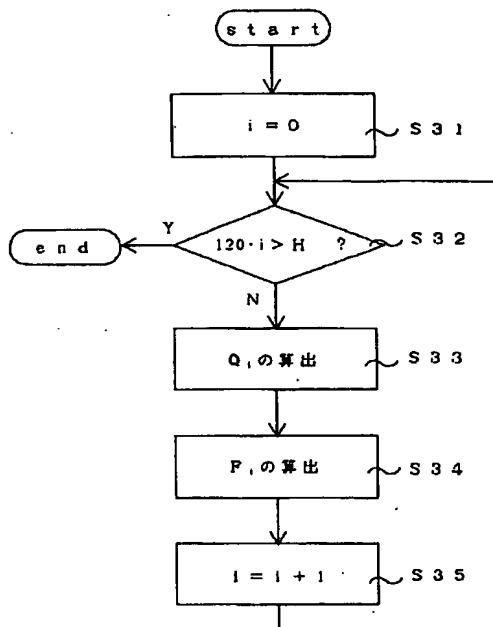 start
i = 0
S31
120・i > H ?
S32
Y
end
N
Qiの算出
S33
Fiの算出
S34
i = i + 1
S35